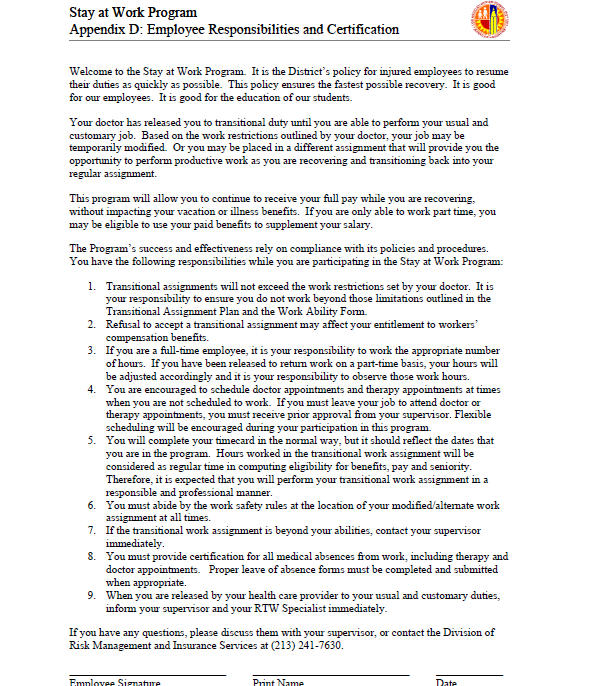 Stay at Work Program
Appendix D: Employee Responsibilities and Certification
Welcome to the Stay at Work Program. It is the District's policy for injured employees to resume
their duties as quickly as possible. This policy ensures the fastest possible recovery. It is good
for our employees. It is good for the education of our students.
Your doctor has released you to transitional duty until you are able to perform your usual and
customary job. Based on the work restrictions outlined by your doctor, your job may be
temporarily modified. Or you may be placed in a different assignment that will provide you the
opportunity to perform productive work as you are recovering and transitioning back into your
regular assignment.
This program will allow you to continue to receive your full pay while you are recovering,
without impacting your vacation or illness benefits. If you are only able to work part time, you
may be eligible to use your paid benefits to supplement your salary.
The Program's success and effectiveness rely on compliance with its policies and procedures.
You have the following responsibilities while you are participating in the Stay at Work Program:
1. Transitional assignments will not exceed the work restrictions set by your doctor. It is
your responsibility to ensure you do not work beyond those limitations outlined in the
Transitional Assignment Plan and the Work Ability Form.
2. Refusal to accept a transitional assignment may affect your entitlement to workers'
compensation benefits.
3. If you are a full-time employee, it is your responsibility to work the appropriate number
of hours. If you have been released to return work on a part-time basis, your hours will
be adjusted accordingly and it is your responsibility to observe those work hours.
4. You are encouraged to schedule doctor appointments and therapy appointments at times
when you are not scheduled to work. If you must leave your job to attend doctor or
therapy appointments, you must receive prior approval from your supervisor. Flexible
scheduling will be encouraged during your participation in this program.
5. You will complete your timecard in the normal way, but it should reflect the dates that
you are in the program. Hours worked in the transitional work assignment will be
considered as regular time in computing eligibility for benefits, pay and seniority.
Therefore, it is expected that you will perform your transitional work assignment in a
responsible and professional manner.
6. You must abide by the work safety rules at the location of your modified/alternate work
assignment at all times.
7. If the transitional work assignment is beyond your abilities, contact your supervisor
immediately.
8. You must provide certification for all medical absences from work, including therapy and
doctor appointments. Proper leave of absence forms must be completed and submitted
when appropriate.
9. When you are released by your health care provider to your usual and customary duties,
inform your supervisor and your RTW Specialist immediately.
If you have any questions, please discuss them with your supervisor, or contact the Division of
Risk Management and Insurance Services at (213) 241-7630.
Employee Signature Print Name Date